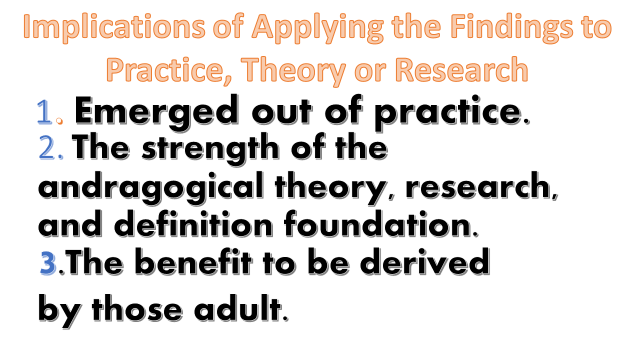 Implications of Applying the Findings to
Practice, Theory or Research
1. Emerged out of practice.
2. The strength of the
andragogical theory, research,
and definition foundation.
3.The benefit to be derived
by those adult.